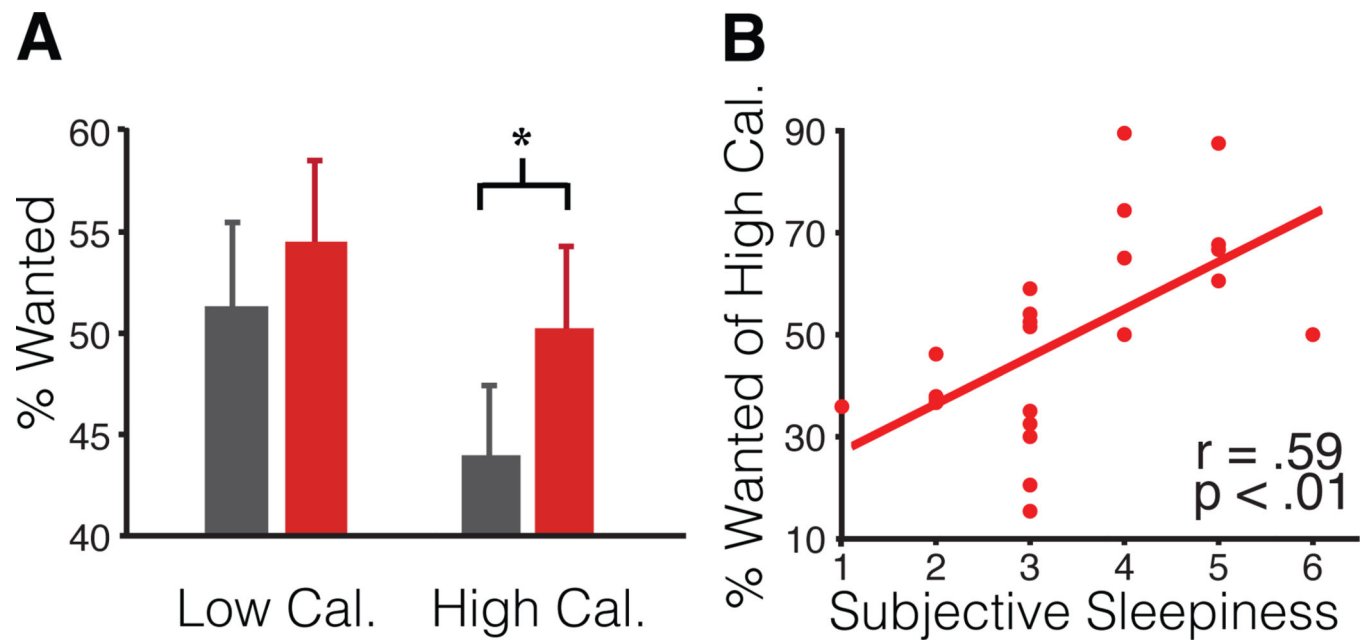 A
% Wanted
60
55
50
45
40
*
Low Cal.
High Cal.
B
% Wanted of High Cal.
90
70
50
30
10
r = .59
p < .01
1 2 3 4 5 6
Subjective Sleepiness